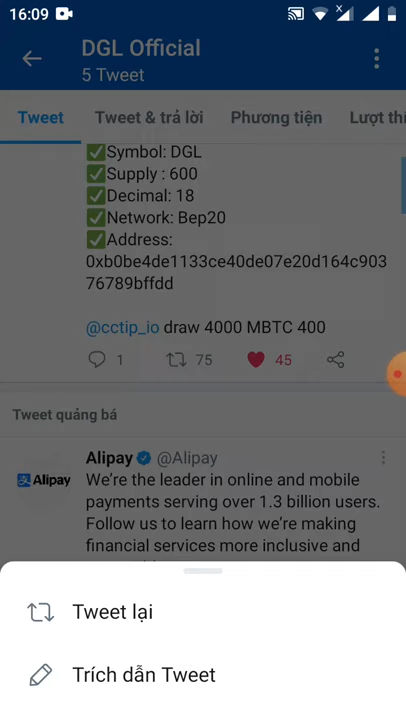 16:09
DGL Official
5 Tweet
Tweet
Tweet & trả lời
Phương tiện
Lượt thí
✅Symbol: DGL
✅Supply : 600
✅Decimal: 18
✅Network: Bep20
✅Address:
0xb0be4de1133ce40de07e20d164c903
76789bffdd
@cctip_io draw 4000 MBTC 400
1
75
45
Tweet quảng bá
Alipay @Alipay
Alipay
We're the leader in online and mobile
payments serving over 1.3 billion users.
Follow us to learn how we're making
financial services more inclusive and
Tweet lại
Trích dẫn Tweet